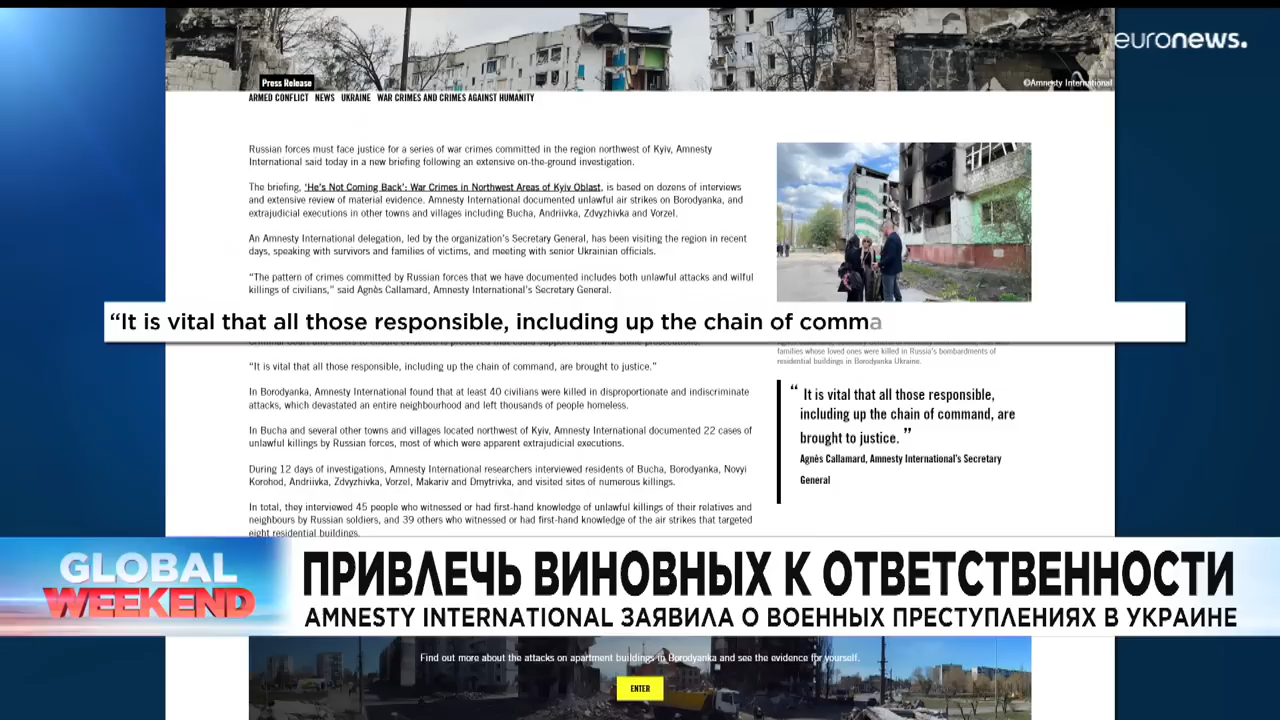 euronews.
Press Release
©Amnesty International
ARMED CONFLICT NEWS UKRAINE WAR CRIMES AND CRIMES AGAINST HUMANITY
Russian forces must face justice for a series of war crimes committed in the region northwest of Kyiv, Amnesty
International said today in a new briefing following an extensive on-the-ground investigation.
The briefing, ‘He’s Not Coming Back’: War Crimes in Northwest Areas of Kyiv Oblast, is based on dozens of interviews
and extensive review of material evidence. Amnesty International documented unlawful air strikes on Borodyanka, and
extrajudicial executions in other towns and villages including Bucha, Andriivka, Zdvyzhivka and Vorzel.
An Amnesty International delegation, led by the organization’s Secretary General, has been visiting the region in recent
days, speaking with survivors and families of victims, and meeting with senior Ukrainian officials.
“The pattern of crimes committed by Russian forces that we have documented includes both unlawful attacks and wilful
killings of civilians,” said Agnès Callamard, Amnesty International’s Secretary General.
“It is vital that all those responsible, including up the chain of comma
“It is vital that all those responsible, including up the chain of command, are brought to justice.”
In Borodyanka, Amnesty International found that at least 40 civilians were killed in disproportionate and indiscriminate
attacks, which devastated an entire neighbourhood and left thousands of people homeless.
In Bucha and several other towns and villages located northwest of Kyiv, Amnesty International documented 22 cases of
unlawful killings by Russian forces, most of which were apparent extrajudicial executions.
During 12 days of investigations, Amnesty International researchers interviewed residents of Bucha, Borodyanka, Novyi
Korohod, Andriivka, Zdvyzhivka, Vorzel, Makariv and Dmytrivka, and visited sites of numerous killings.
In total, they interviewed 45 people who witnessed or had first-hand knowledge of unlawful killings of their relatives and
neighbours by Russian soldiers, and 39 others who witnessed or had first-hand knowledge of the air strikes that targeted
eight residential buildings.
families whose loved ones were killed in Russia's bombardments of
residential buildings in Borodyanka Ukraine.
“ It is vital that all those responsible,
including up the chain of command, are
brought to justice. ”
Agnès Callamard, Amnesty International’s Secretary
General
GLOBAL
WEEKEND
ПРИВЛЕЧЬ ВИНОВНЫХ К ОТВЕТСТВЕННОСТИ
AMNESTY INTERNATIONAL ЗАЯВИЛА О ВОЕННЫХ ПРЕСТУПЛЕНИЯХ В УКРАИНЕ
Find out more about the attacks on apartment buildings in Borodyanka and see the evidence for yourself.
ENTER